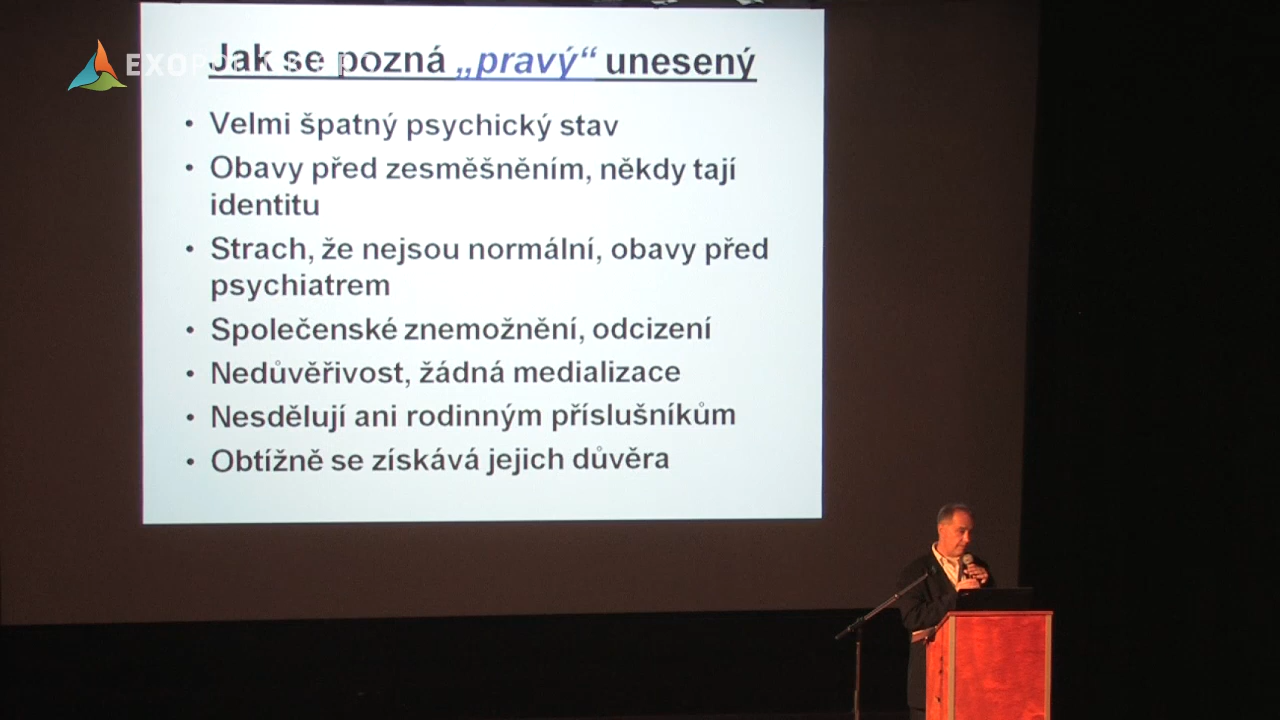 Jak se pozná „pravý“ unesený
• Velmi špatný psychický stav
• Obavy před zesměšněním, někdy tají
identitu
• Strach, že nejsou normální, obavy před
psychiatrem
• Společenské znemožnění, odcizení
• Nedůvěřivost, žádná medializace
• Nesdělují ani rodinným příslušníkům
• Obtížně se získává jejich důvěra